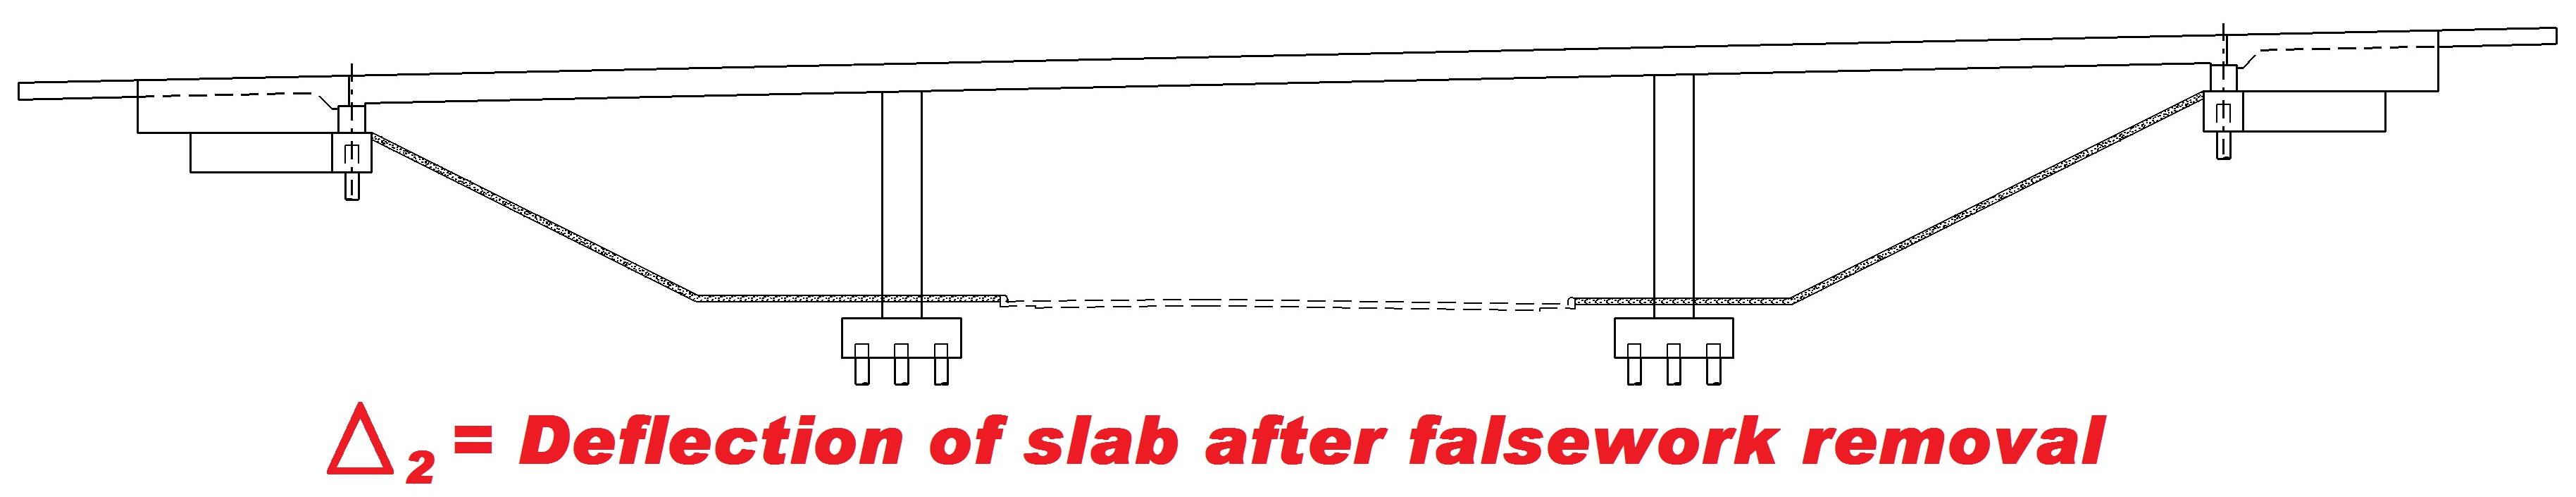 Δ₂ = Deflection of slab after falsework removal